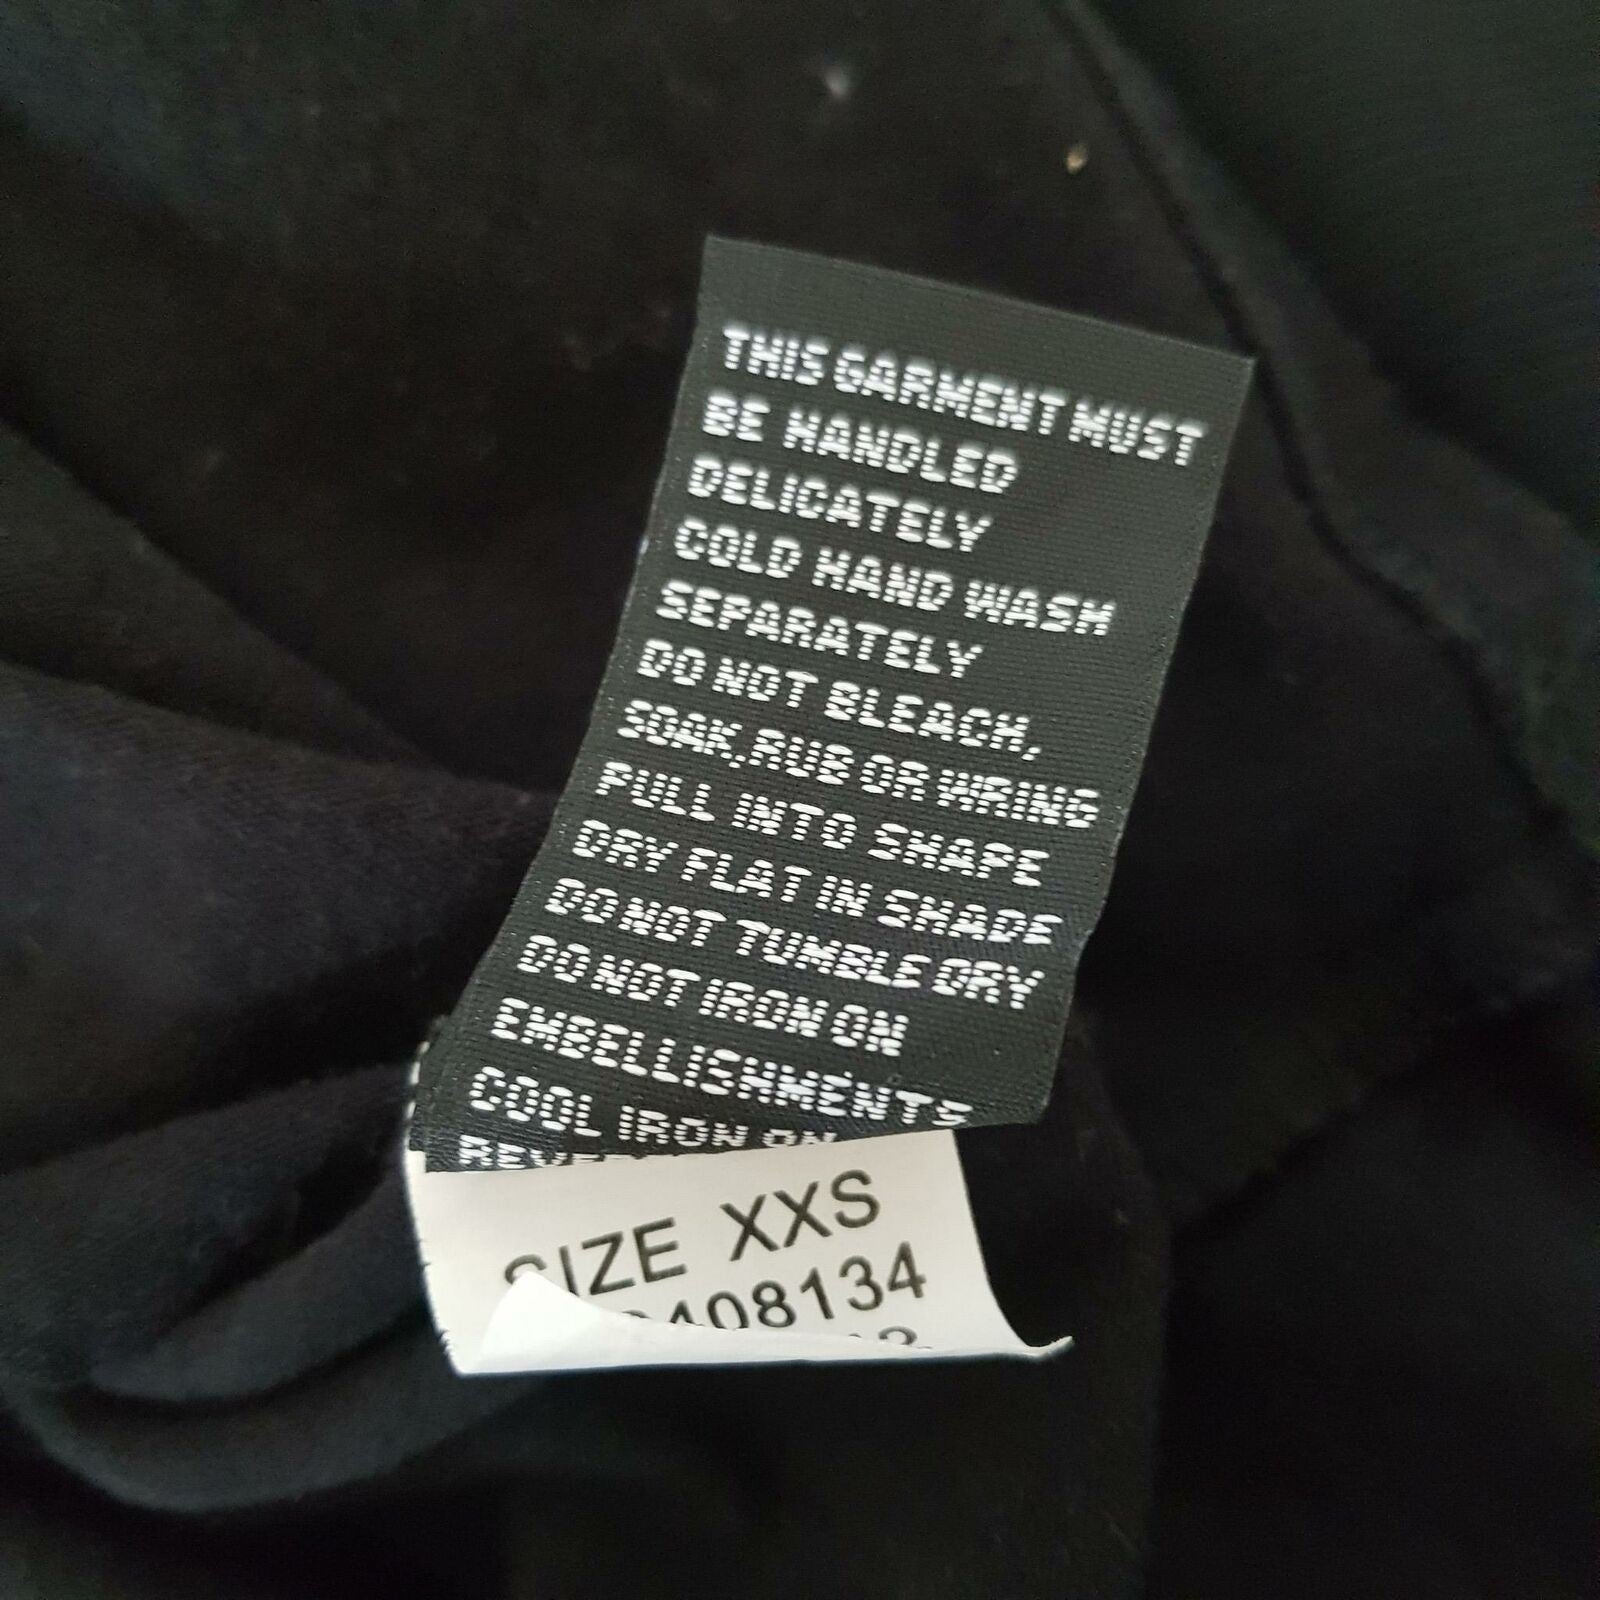 THIS GARMENT MUST
BE HANDLED
DELICATELY
COLD HAND WASH
SEPARATELY
DO NOT BLEACH,
SOAK,RUB OR WRING
PULL INTO SHAPE
DRY FLAT IN SHADE
DO NOT TUMBLE DRY
DO NOT IRON ON
EMBELLISHMENTS
COOL IRON ON
SIZE XXS
408134